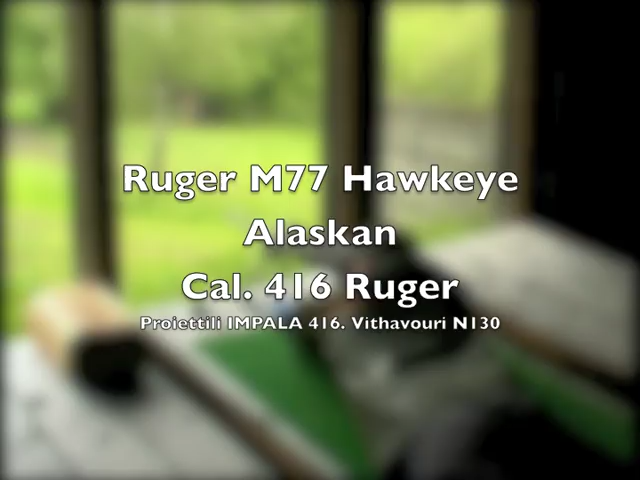 Ruger M77 Hawkeye
Alaskan
Cal. 416 Ruger
Proiettili IMPALA 416. Vithavouri N130